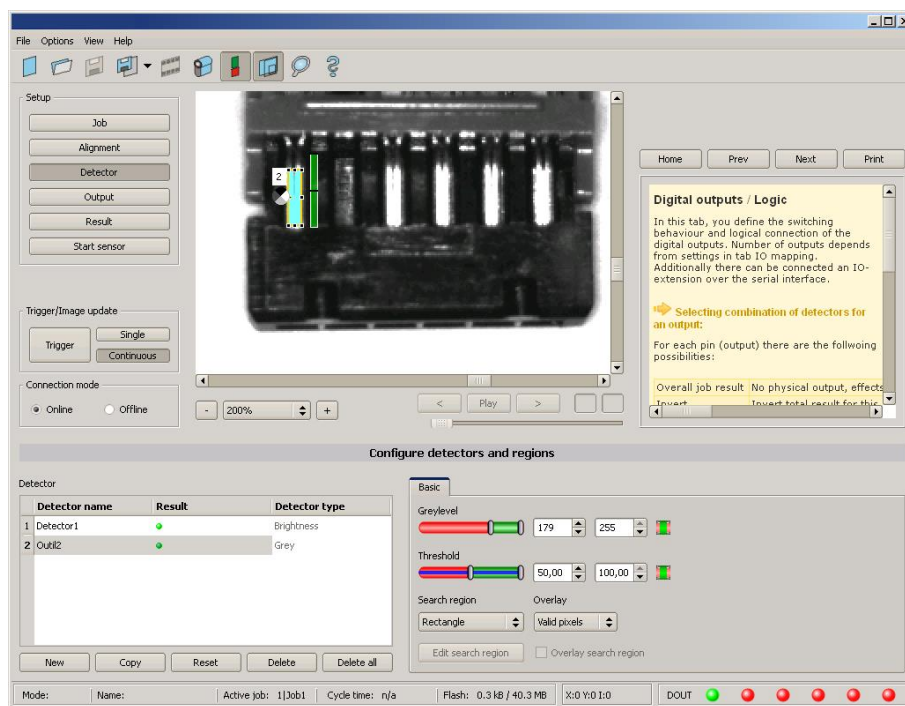 File Options View Help
Setup
Job
Alignment
Detector
Output
Result
Start sensor
Trigger/Image update
Trigger
Single
Continuous
Connection mode
Online Offline
2
- 200% +
< Play >
Home Prev Next Print
Digital outputs / Logic
In this tab, you define the switching
behaviour and logical connection of the
digital outputs. Number of outputs depends
from settings in tab IO mapping.
Additionally there can be connected an IO-
extension over the serial interface.
Selecting combination of detectors for
an output:
For each pin (output) there are the follwoing
possibilities:
Overall job result No physical output, effects
Invert Invert total result for this
Configure detectors and regions
Detector
Detector name Result Detector type
1 Detector1 Brightness
2 Outil2 Grey
New Copy Reset Delete Delete all
Basic
Greylevel
179 255
Threshold
50,00 100,00
Search region Overlay
Rectangle Valid pixels
Edit search region Overlay search region
Mode: Name: Active job: 1|Job1 Cycle time: n/a Flash: 0.3 kB / 40.3 MB X:0 Y:0 I:0 DOUT